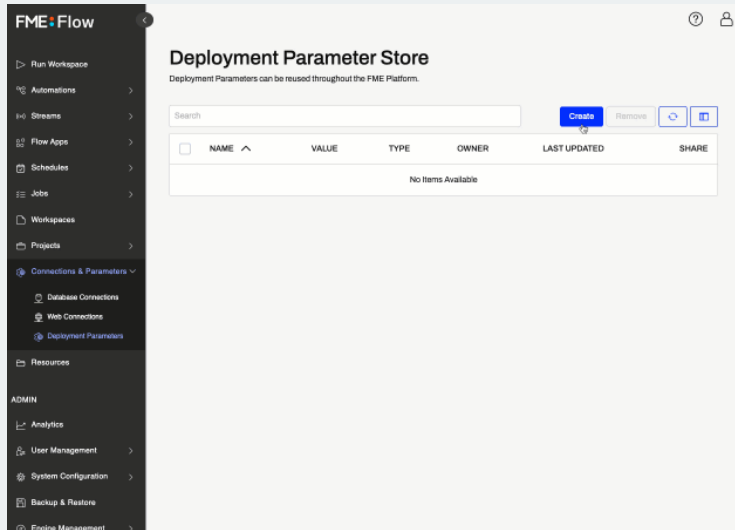 FME Flow
Run Workspace
Automations
Streams
Flow Apps
Schedules
Jobs
Workspaces
Projects
Connections & Parameters
Database Connections
Web Connections
Deployment Parameters
Resources
ADMIN
Analytics
User Management
System Configuration
Backup & Restore
Engine Management
Deployment Parameter Store
Deployment Parameters can be reused throughout the FME Platform.
Search
Create
Remove
NAME VALUE TYPE OWNER LAST UPDATED SHARE
No Items Available